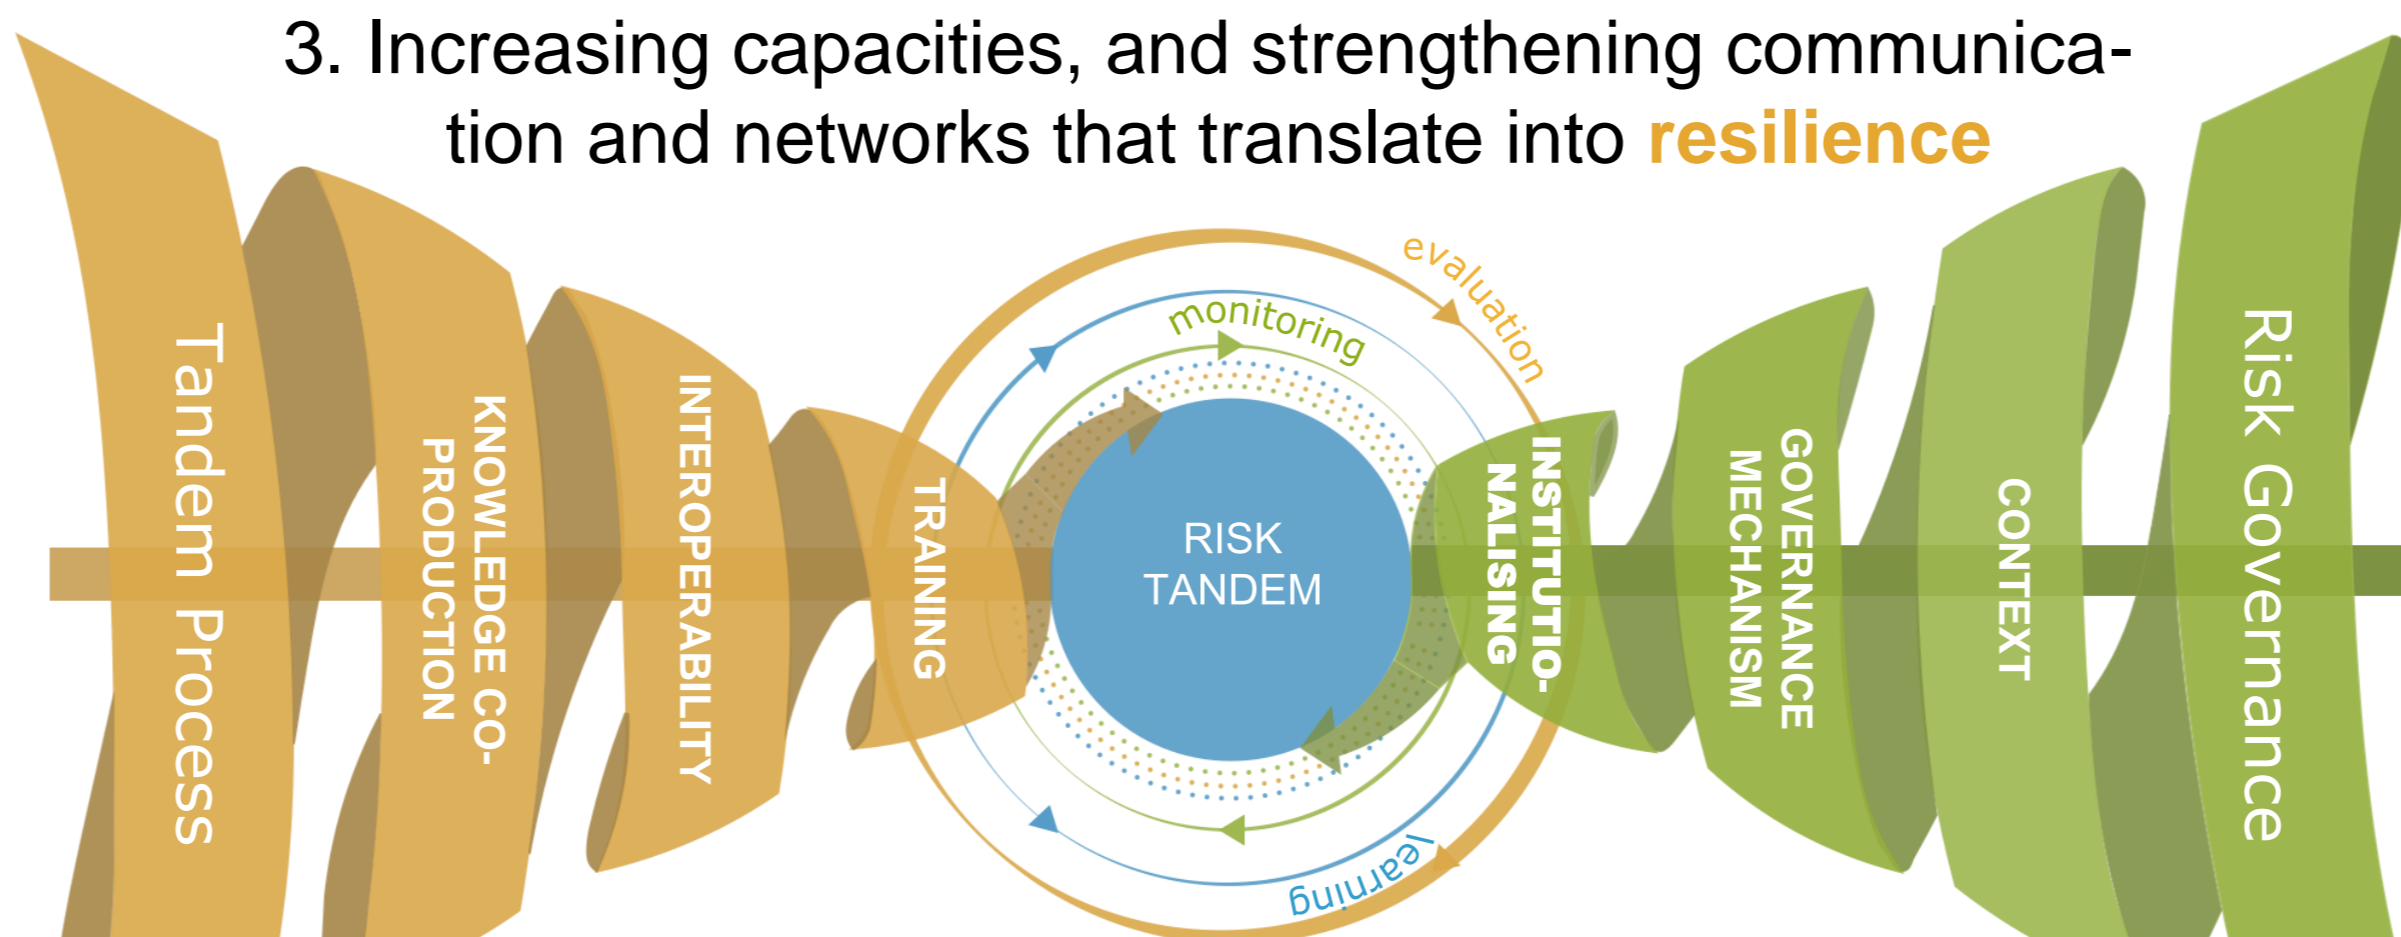 3. Increasing capacities, and strengthening communica-
tion and networks that translate into resilience
Tandem Process
KNOWLEDGE CO-
PRODUCTION
INTEROPERABILITY
TRAINING
evaluation
monitoring
RISK
TANDEM
learning
INSTITUTIO-
NALISING
GOVERNANCE
MECHANISM
CONTEXT
Risk Governance